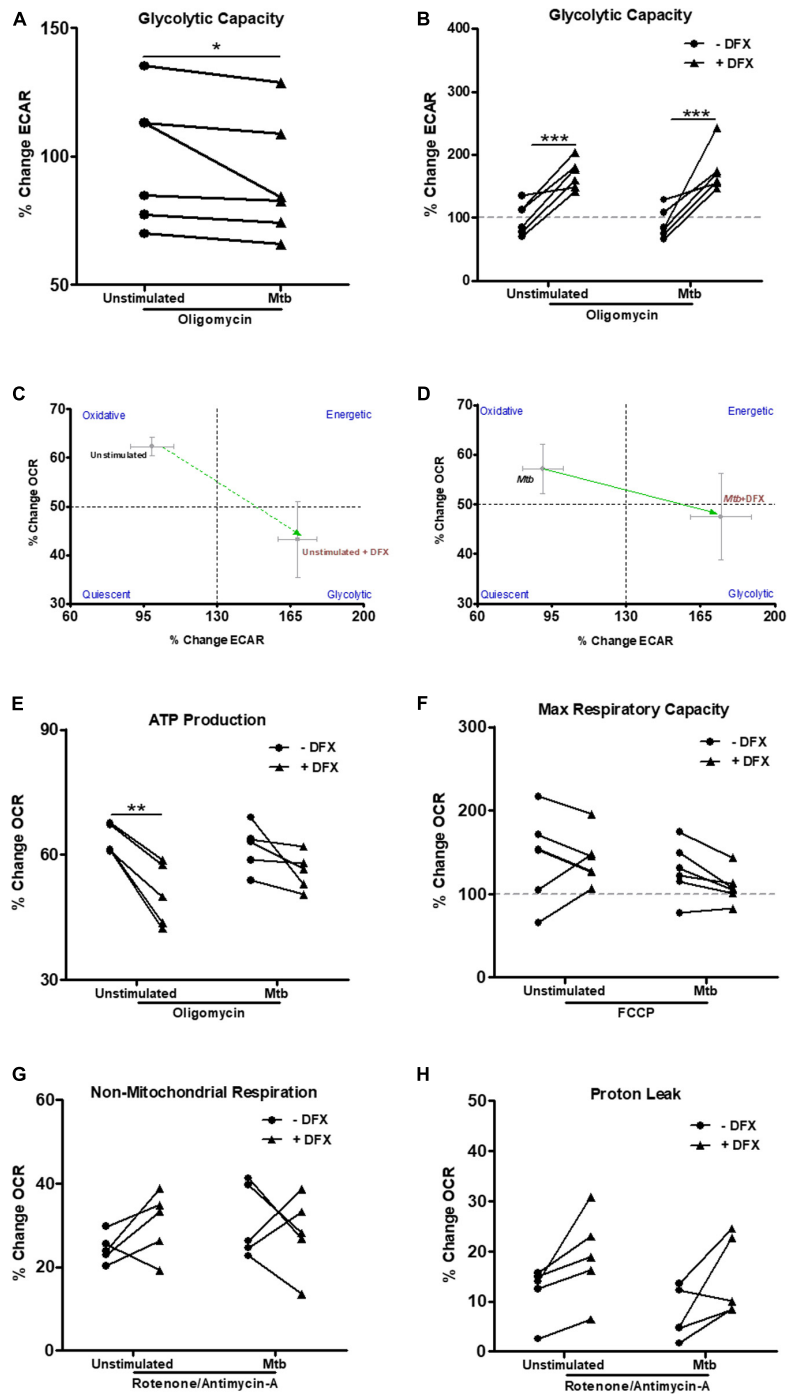 A
Glycolytic Capacity
150
100
50
% Change ECAR
*
Unstimulated
Mtb
Oligomycin
B
Glycolytic Capacity
- DFX
+ DFX
400
300
200
100
0
% Change ECAR
***
***
Unstimulated
Mtb
Oligomycin
C
70
60
50
40
30
% Change OCR
Oxidative
Energetic
Unstimulated
Unstimulated + DFX
Quiescent
Glycolytic
60
95
130
165
200
% Change ECAR
D
70
60
50
40
30
% Change OCR
Oxidative
Energetic
Mtb
Mtb+DFX
Quiescent
Glycolytic
60
95
130
165
200
% Change ECAR
E
ATP Production
- DFX
+ DFX
90
60
30
% Change OCR
**
Unstimulated
Mtb
Oligomycin
F
Max Respiratory Capacity
- DFX
+ DFX
300
200
100
0
% Change OCR
Unstimulated
Mtb
FCCP
G
Non-Mitochondrial Respiration
- DFX
+ DFX
60
40
20
0
% Change OCR
Unstimulated
Mtb
Rotenone/Antimycin-A
H
Proton Leak
- DFX
+ DFX
50
40
30
20
10
0
% Change OCR
Unstimulated
Mtb
Rotenone/Antimycin-A